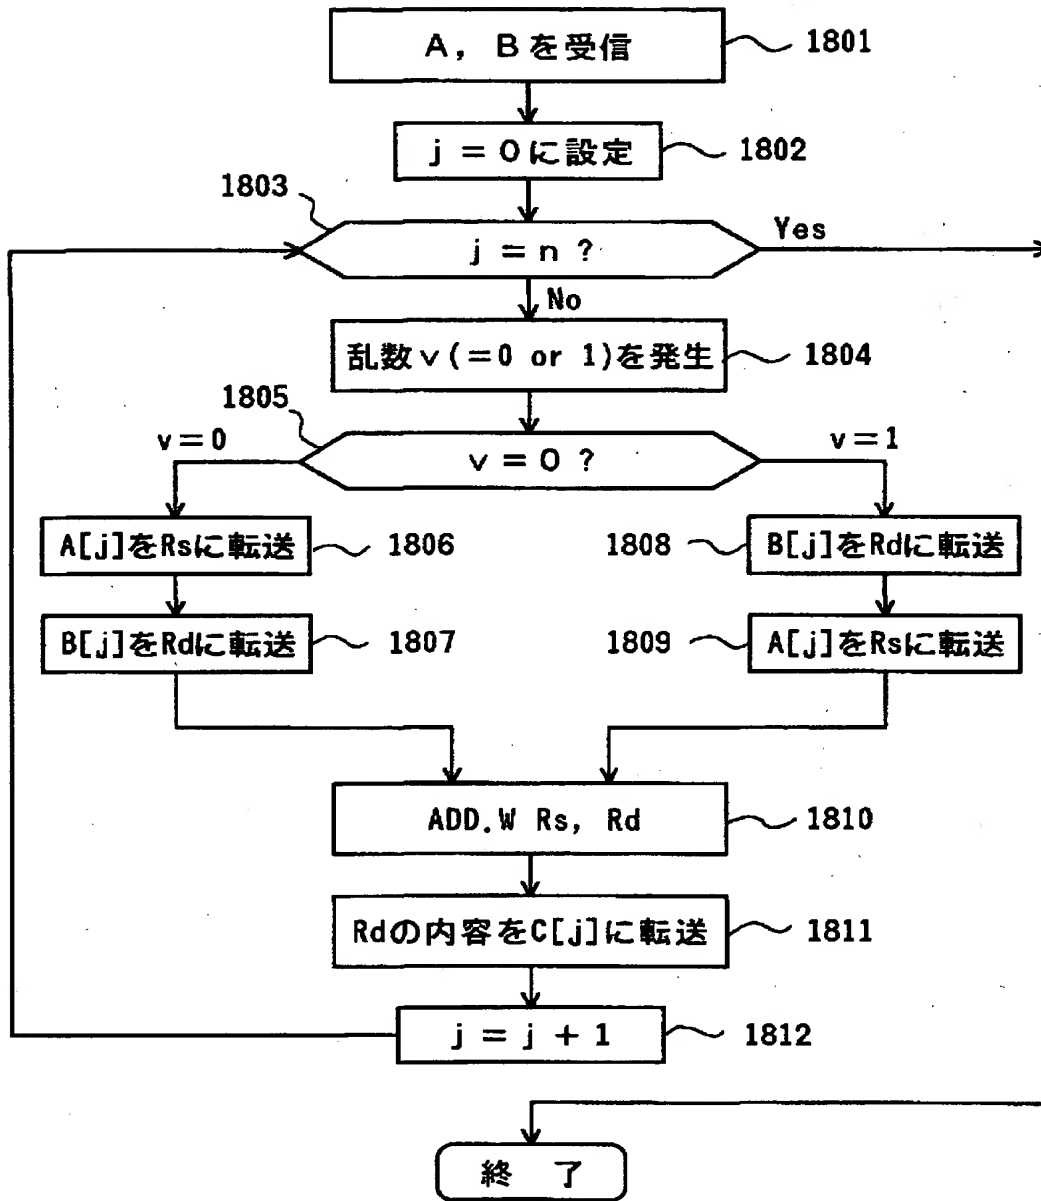 A, Bを受信
1801
j=0に設定
1802
1803
j=n?
Yes
No
乱数v(=0 or 1)を発生
1804
1805
v=0
v=0?
v=1
A[j]をRsに転送
1806
1808
B[j]をRdに転送
B[j]をRdに転送
1807
1809
A[j]をRsに転送
ADD.W Rs, Rd
1810
Rdの内容をC[j]に転送
1811
j=j+1
1812
終了